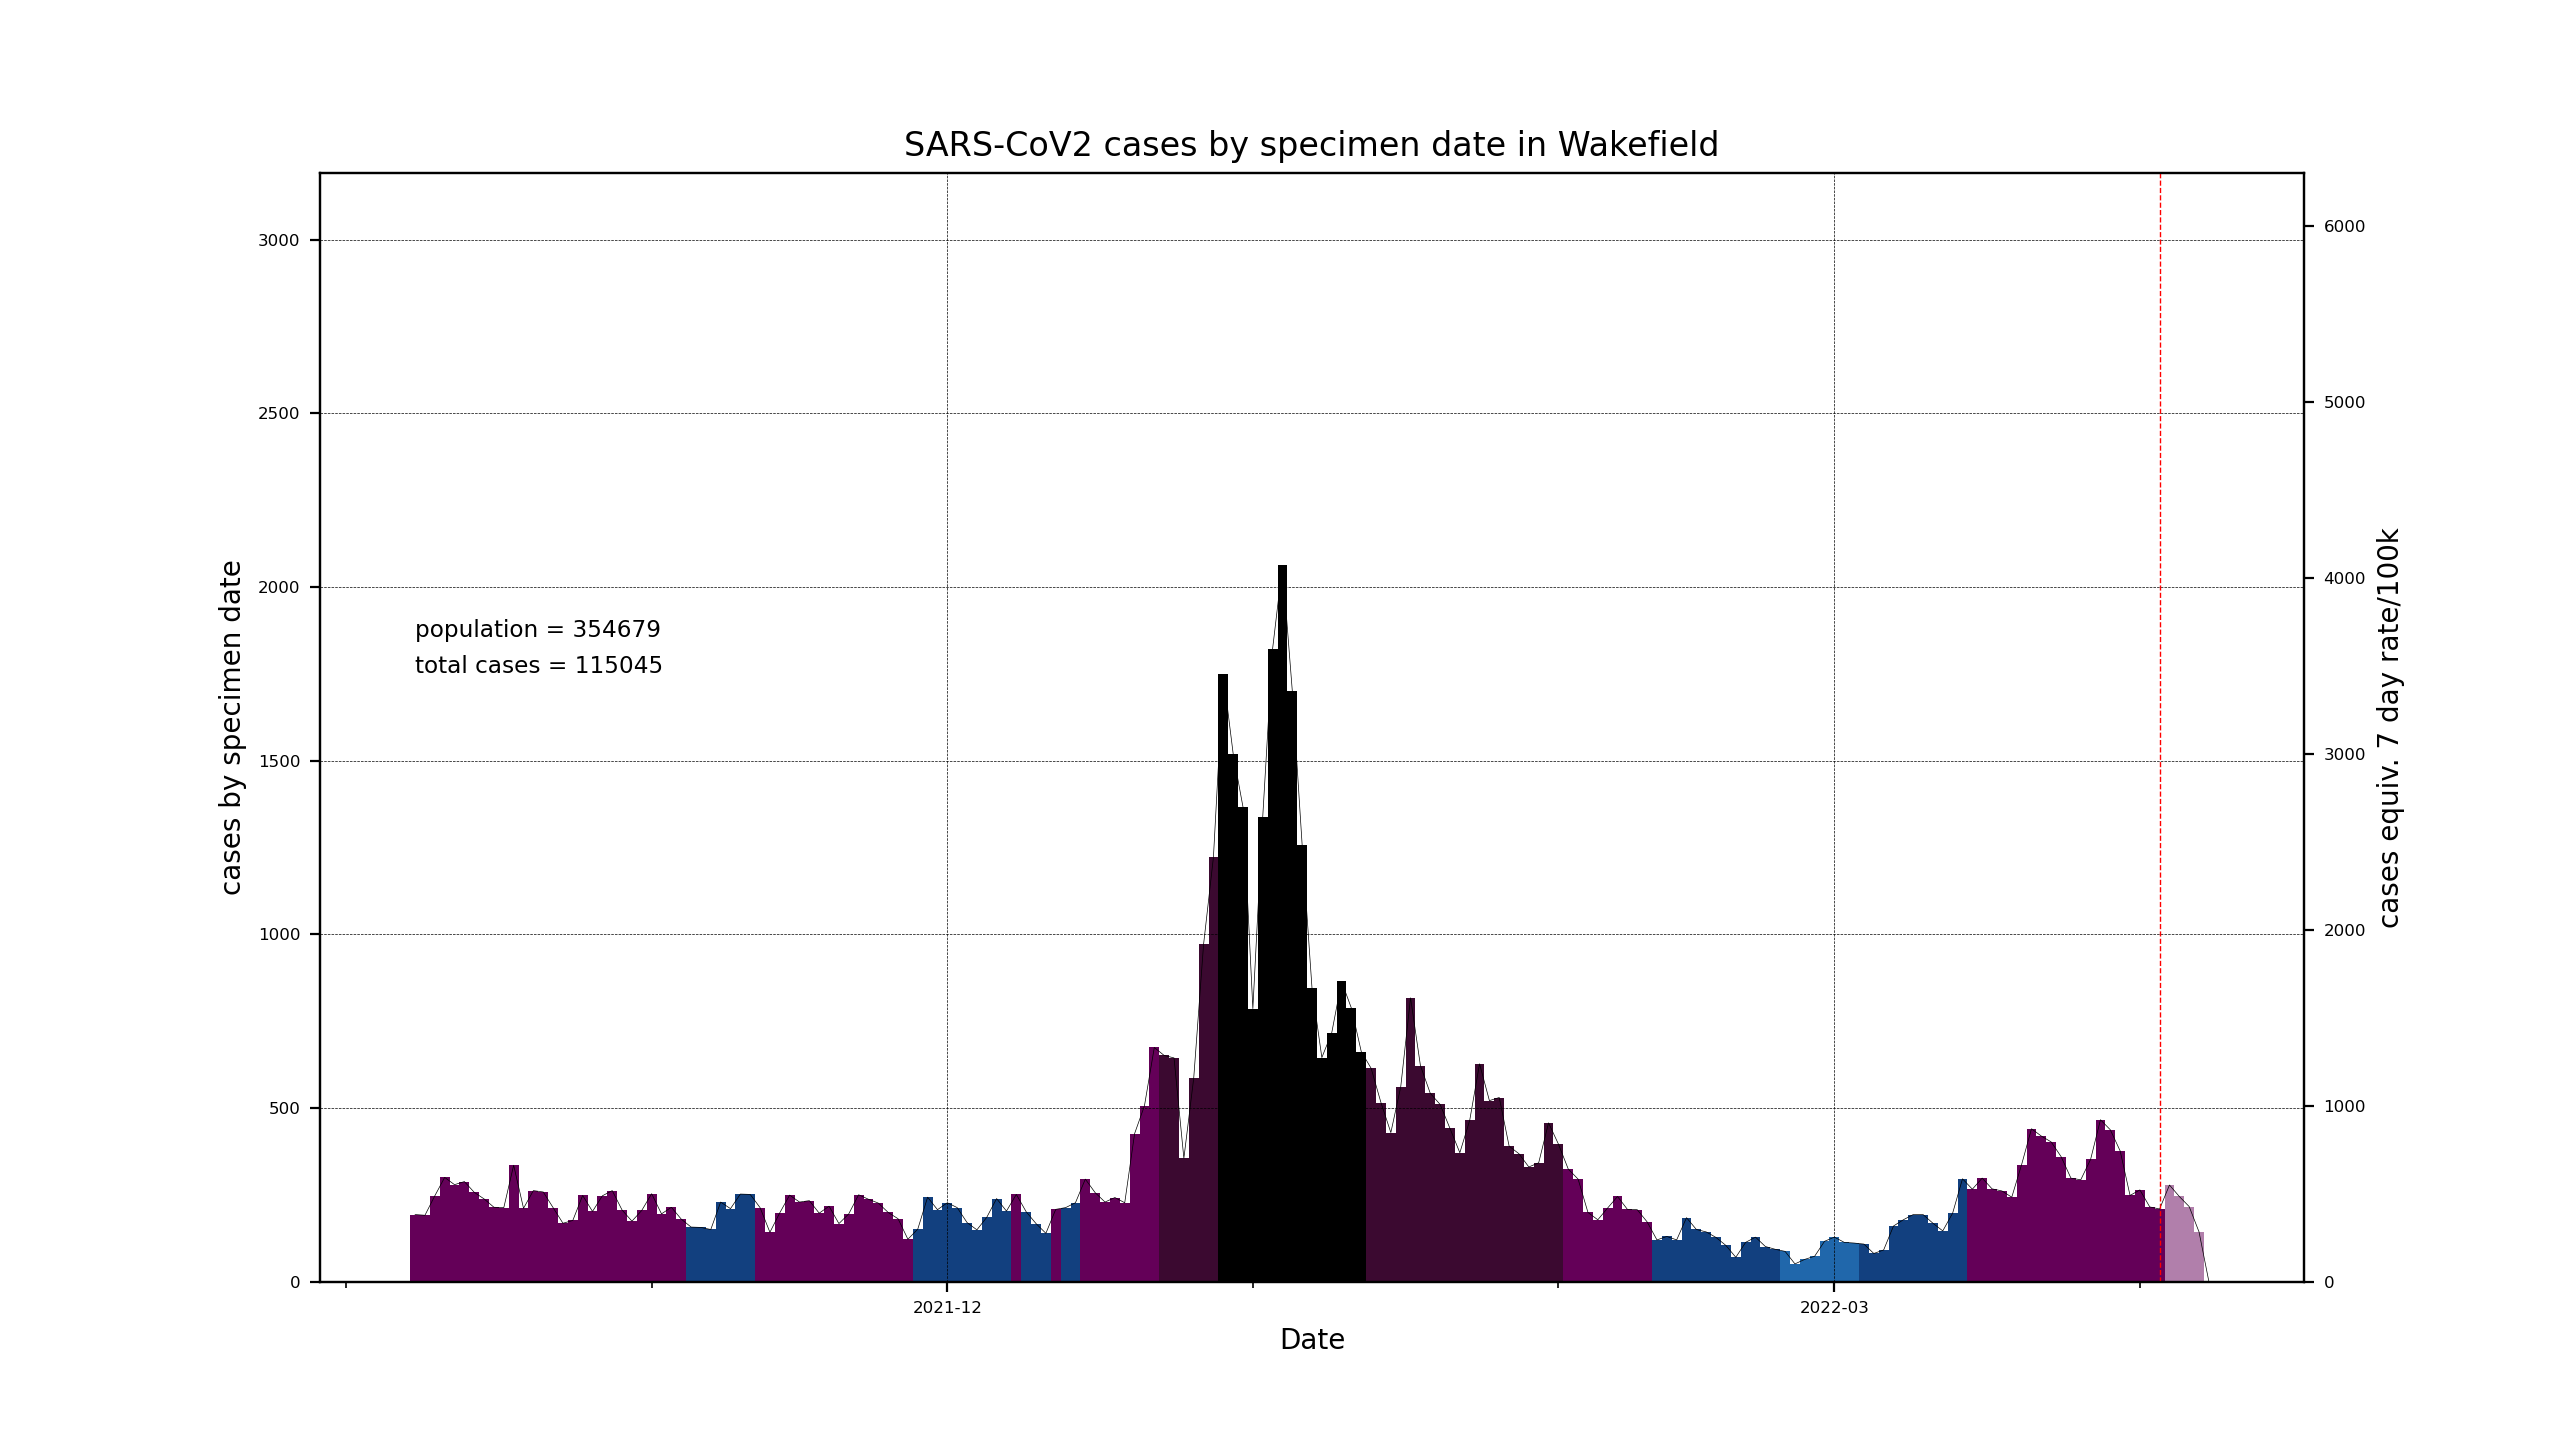 SARS-CoV2 cases by specimen date in Wakefield
3000
2500
2000
1500
1000
500
0
cases by specimen date
population = 354679
total cases = 115045
6000
5000
4000
3000
2000
1000
0
cases equiv. 7 day rate/100k
2021-12
2022-03
Date